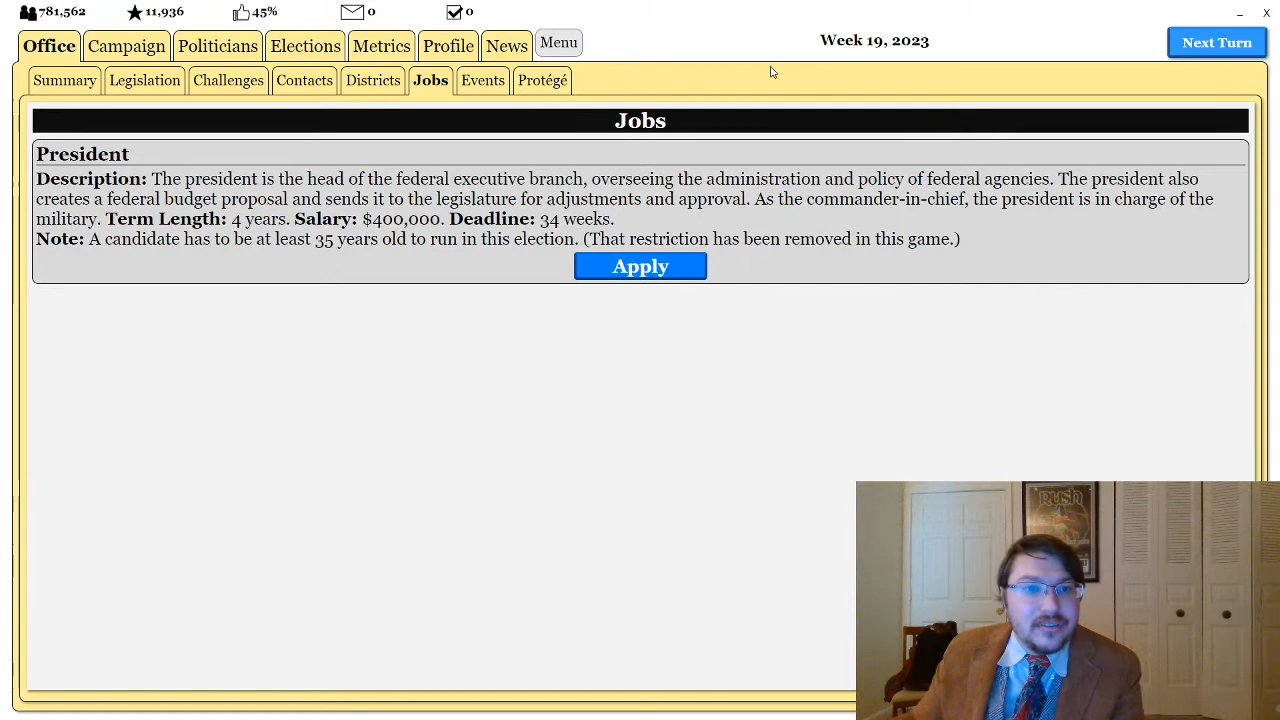 781,562 11,936 45% 0 0 _ X
Office Campaign Politicians Elections Metrics Profile News Menu Week 19, 2023 Next Turn
Summary Legislation Challenges Contacts Districts Jobs Events Protégé
Jobs
President
Description: The president is the head of the federal executive branch, overseeing the administration and policy of federal agencies. The president also
creates a federal budget proposal and sends it to the legislature for adjustments and approval. As the commander-in-chief, the president is in charge of the
military. Term Length: 4 years. Salary: $400,000. Deadline: 34 weeks.
Note: A candidate has to be at least 35 years old to run in this election. (That restriction has been removed in this game.)
Apply
RUSH